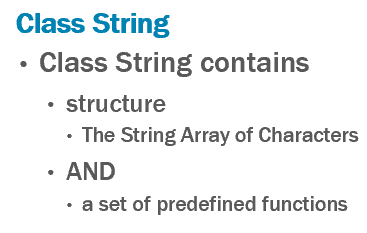 Class String
• Class String contains
• structure
• The String Array of Characters
• AND
• a set of predefined functions